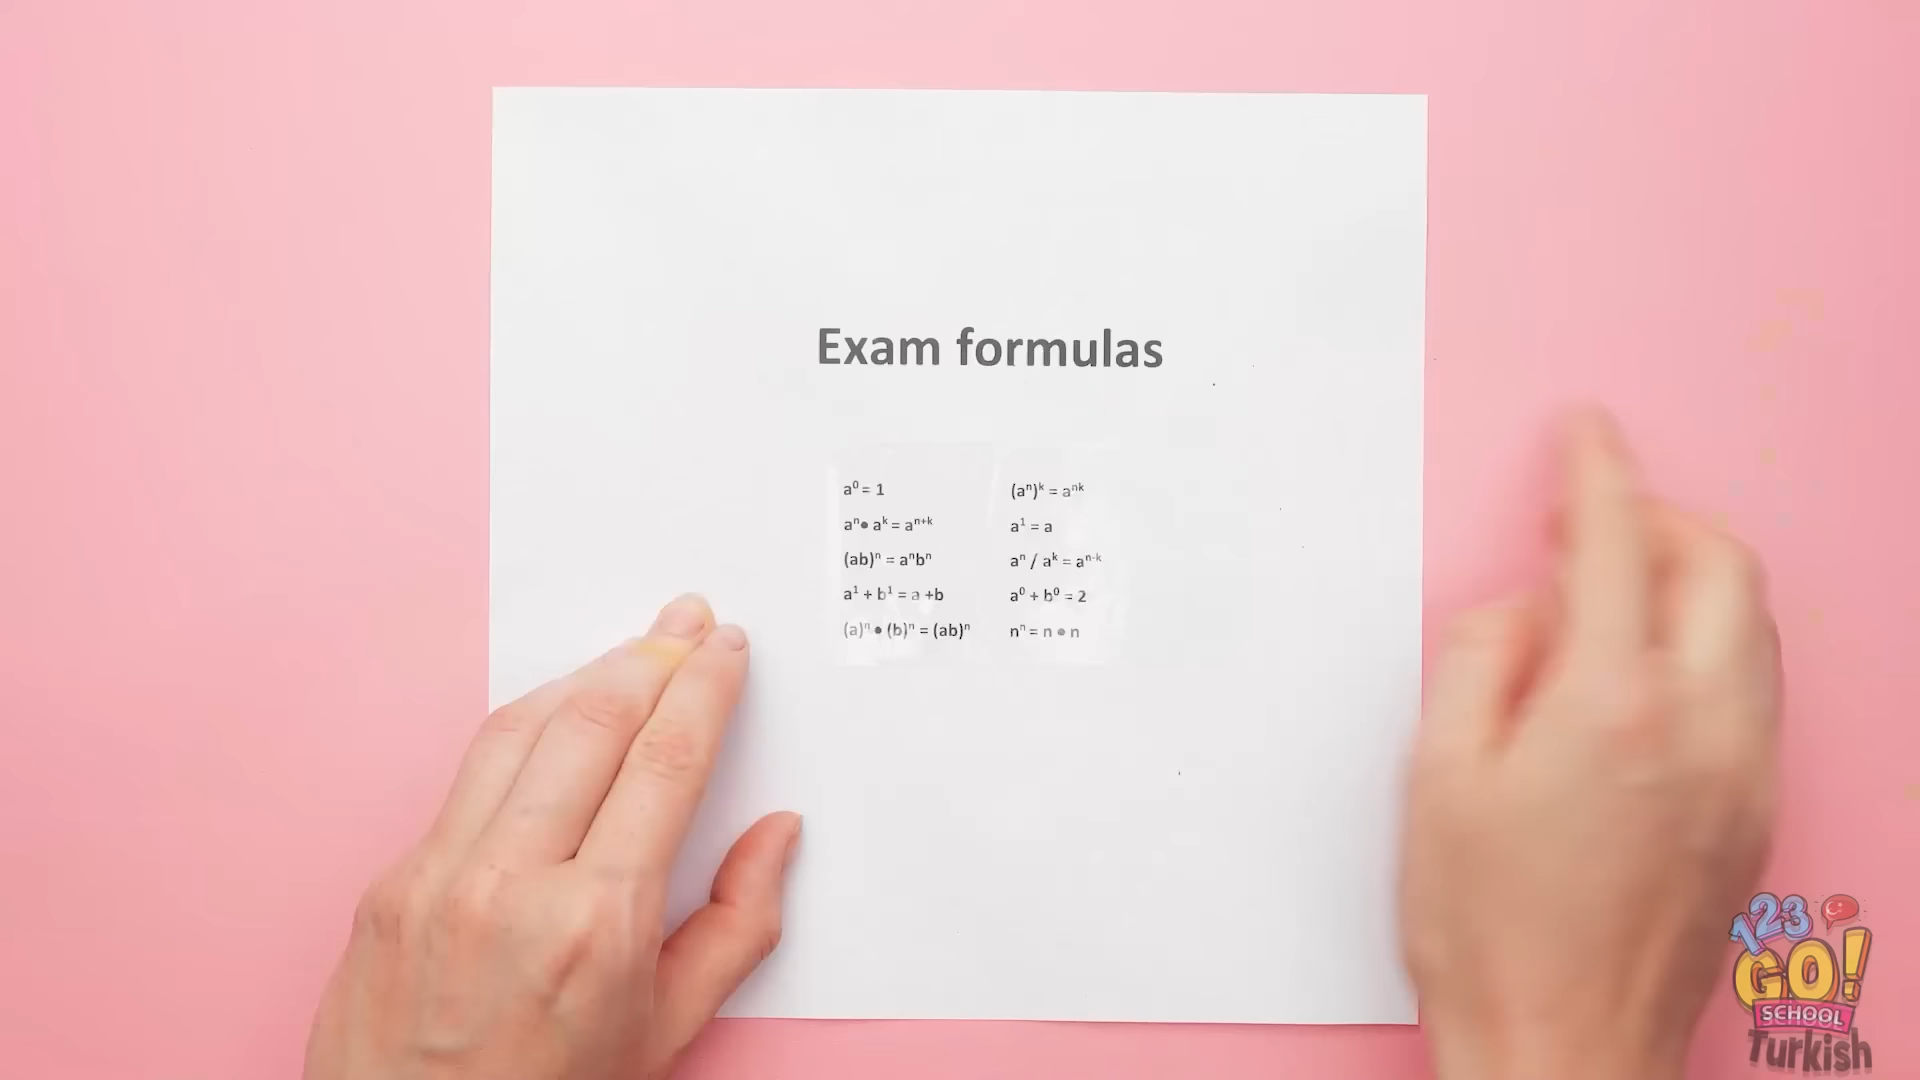 Exam formulas
a⁰ = 1
aⁿ• aᵏ = aⁿ⁺ᵏ
(ab)ⁿ = aⁿbⁿ
a¹ + b¹ = a +b
(a)ⁿ • (b)ⁿ = (ab)ⁿ
(aⁿ)ᵏ = aⁿᵏ
a¹ = a
aⁿ / aᵏ = aⁿ⁻ᵏ
a⁰ + b⁰ = 2
nⁿ = n • n
123
GO!
SCHOOL
Turkish